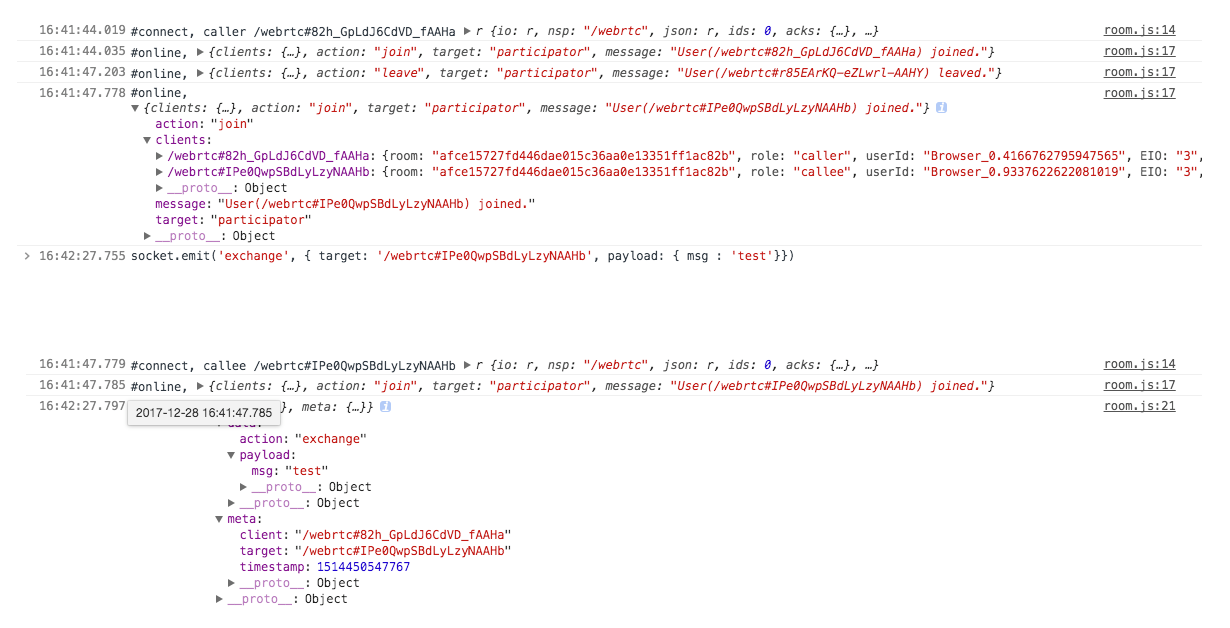 16:41:44.019 #connect, caller /webrtc#82h_GpLdJ6CdVD_fAAHa ▶ r {io: r, nsp: "/webrtc", json: r, ids: 0, acks: {…}, …} room.js:14
16:41:44.035 #online, ▶ {clients: {…}, action: "join", target: "participator", message: "User(/webrtc#82h_GpLdJ6CdVD_fAAHa) joined."} room.js:17
16:41:47.203 #online, ▶ {clients: {…}, action: "leave", target: "participator", message: "User(/webrtc#r85EArKQ-eZLwrl-AAHY) leaved."} room.js:17
16:41:47.778 #online, room.js:17
▼ {clients: {…}, action: "join", target: "participator", message: "User(/webrtc#IPe0QwpSBdLyLzyNAAHb) joined."} i
action: "join"
▼ clients:
▶ /webrtc#82h_GpLdJ6CdVD_fAAHa: {room: "afce15727fd446dae015c36aa0e13351ff1ac82b", role: "caller", userId: "Browser_0.4166762795947565", EIO: "3",
▶ /webrtc#IPe0QwpSBdLyLzyNAAHb: {room: "afce15727fd446dae015c36aa0e13351ff1ac82b", role: "callee", userId: "Browser_0.9337622622081019", EIO: "3",
▶ __proto__: Object
message: "User(/webrtc#IPe0QwpSBdLyLzyNAAHb) joined."
target: "participator"
▶ __proto__: Object
> 16:42:27.755 socket.emit('exchange', { target: '/webrtc#IPe0QwpSBdLyLzyNAAHb', payload: { msg : 'test'}})
16:41:47.779 #connect, callee /webrtc#IPe0QwpSBdLyLzyNAAHb ▶ r {io: r, nsp: "/webrtc", json: r, ids: 0, acks: {…}, …} room.js:14
16:41:47.785 #online, ▶ {clients: {…}, action: "join", target: "participator", message: "User(/webrtc#IPe0QwpSBdLyLzyNAAHb) joined."} room.js:17
16:42:27.797 }, meta: {…}} i room.js:21
2017-12-28 16:41:47.785
action: "exchange"
▼ payload:
msg: "test"
▶ __proto__: Object
▶ __proto__: Object
▼ meta:
client: "/webrtc#82h_GpLdJ6CdVD_fAAHa"
target: "/webrtc#IPe0QwpSBdLyLzyNAAHb"
timestamp: 1514450547767
▶ __proto__: Object
▶ __proto__: Object